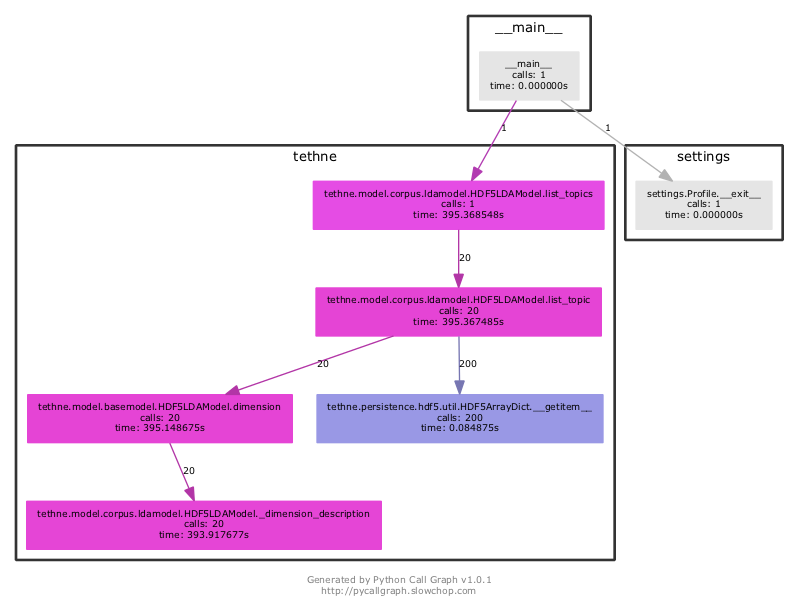 __main__
__main__
calls: 1
time: 0.000000s
1
1
tethne
settings
tethne.model.corpus.ldamodel.HDF5LDAModel.list_topics
calls: 1
time: 395.368548s
settings.Profile.__exit__
calls: 1
time: 0.000000s
20
tethne.model.corpus.ldamodel.HDF5LDAModel.list_topic
calls: 20
time: 395.367485s
20
200
tethne.model.basemodel.HDF5LDAModel.dimension
calls: 20
time: 395.148675s
tethne.persistence.hdf5.util.HDF5ArrayDict.__getitem__
calls: 200
time: 0.084875s
20
tethne.model.corpus.ldamodel.HDF5LDAModel._dimension_description
calls: 20
time: 393.917677s
Generated by Python Call Graph v1.0.1
http://pycallgraph.slowchop.com